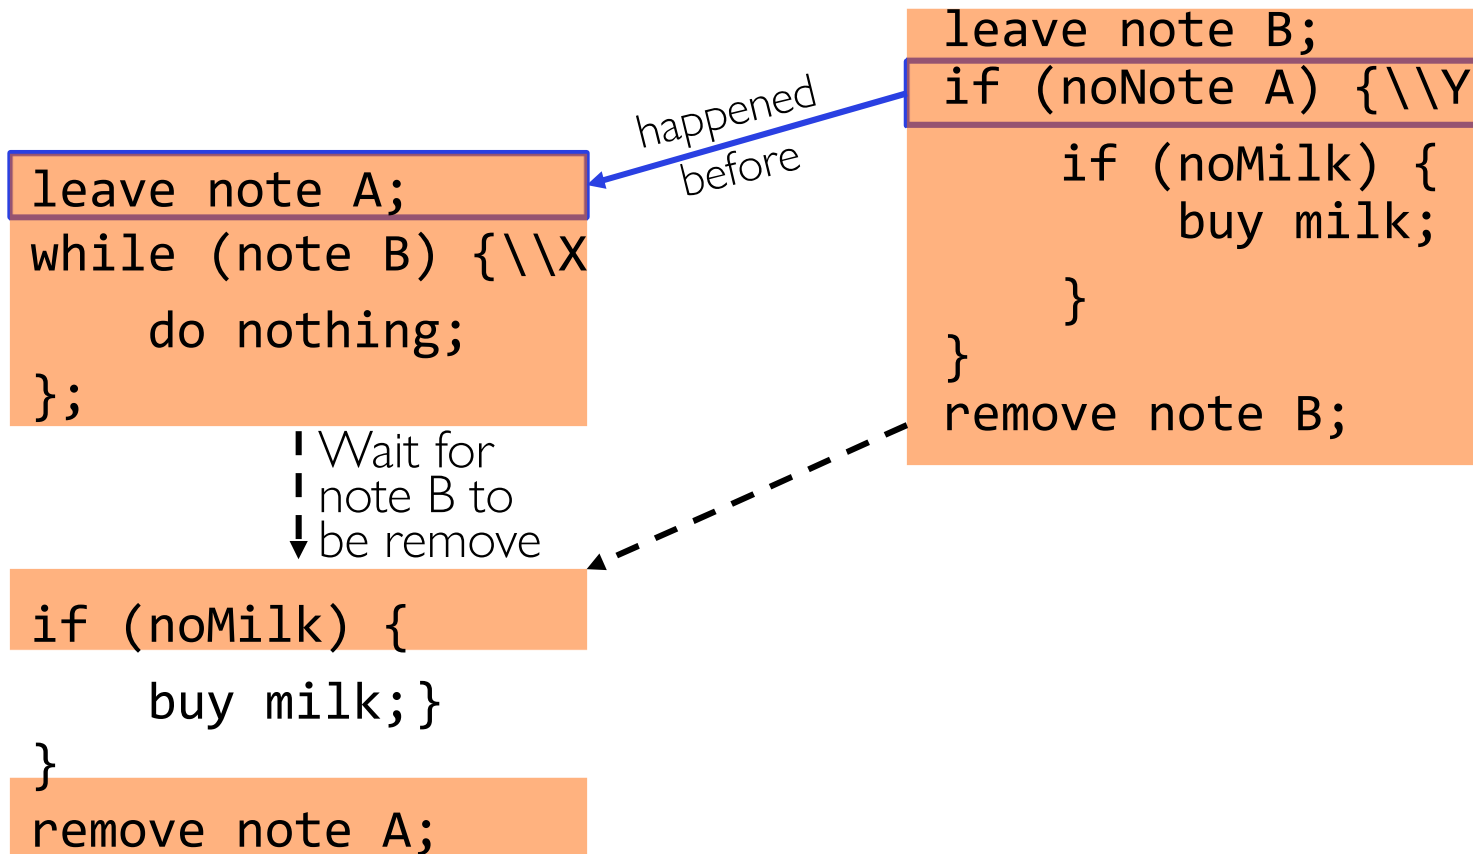 leave note A;
while (note B) {\\X
do nothing;
};
Wait for
note B to
be remove
if (noMilk) {
buy milk;}
}
remove note A;
happened
before
leave note B;
if (noNote A) {\\Y
if (noMilk) {
buy milk;
}
}
remove note B;